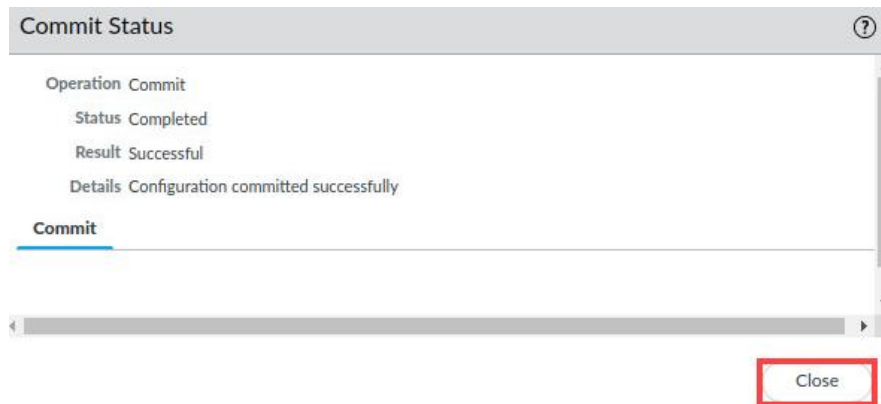 Commit Status
Operation Commit
Status Completed
Result Successful
Details Configuration committed successfully
Commit
Close